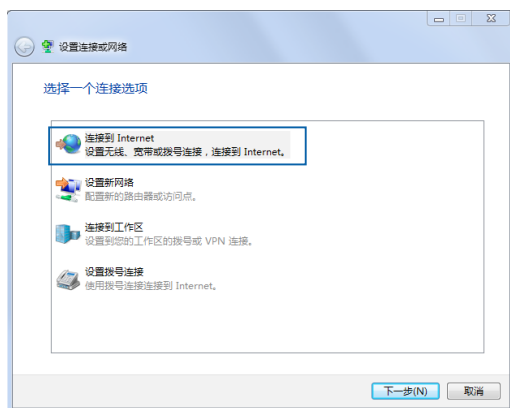 设置连接或网络
选择一个连接选项
连接到 Internet
设置无线、宽带或拨号连接，连接到 Internet。
设置新网络
配置新的路由器或访问点。
连接到工作区
设置到您的工作区的拨号或 VPN 连接。
设置拨号连接
使用拨号连接连接到 Internet。
下一步(N)
取消